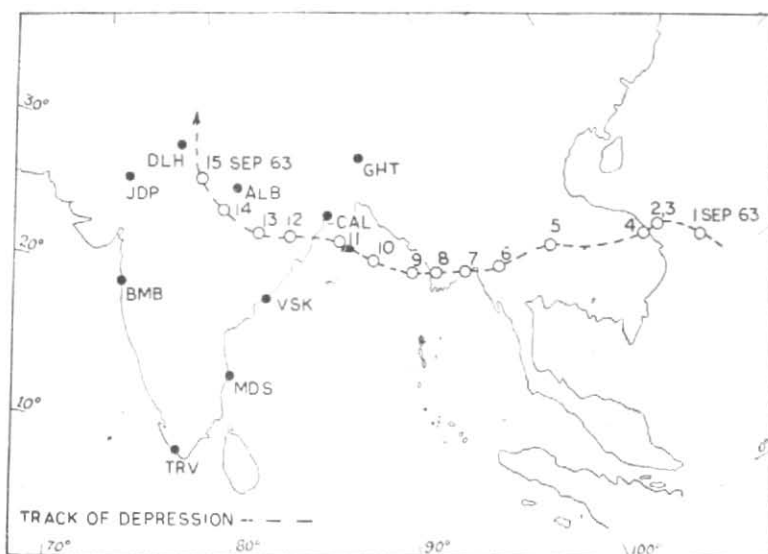 30°
DLH
15 SEP 63
GHT
JDP
ALB
14
-CAL
2,3
1 SEP 63
13
12
11
5
4
20°
10
9
8
7
6
BMB
VSK
MDS
10°
TRV
0°
TRACK OF DEPRESSION
70°
80°
90°
100°